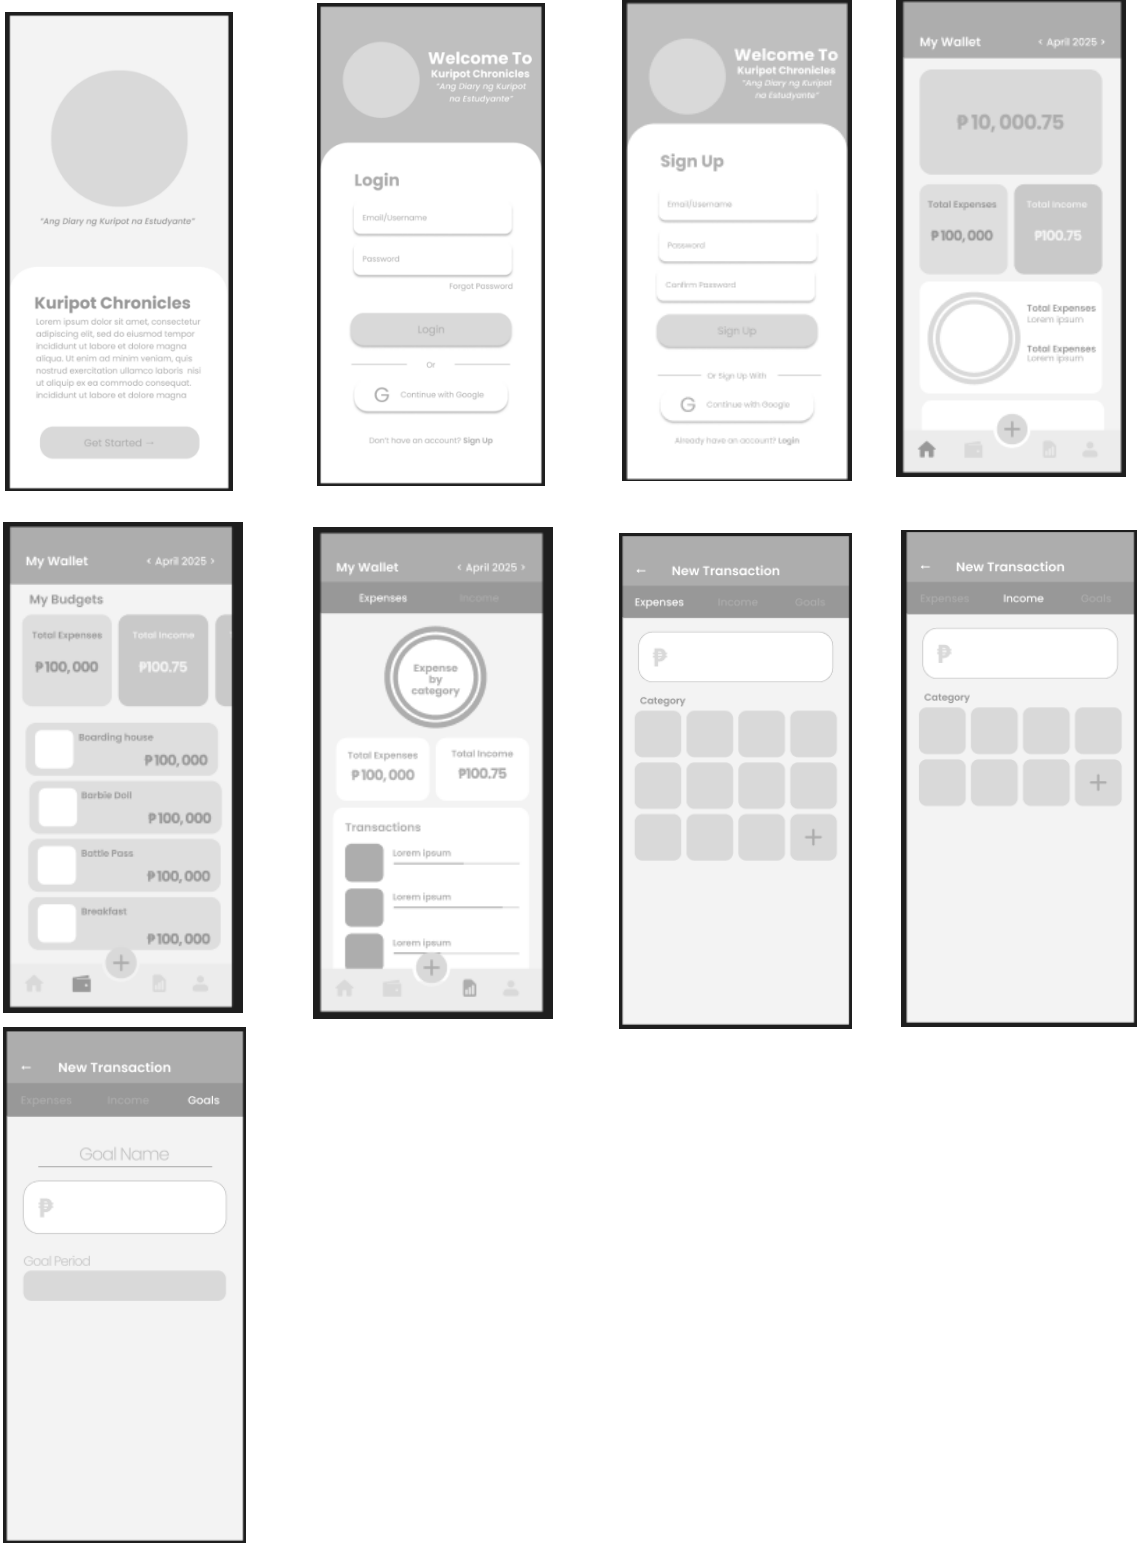 "Ang Diary ng Kuripot na Estudyante"
Kuripot Chronicles
Lorem ipsum dolor sit amet, consectetur
adipiscing elit, sed do eiusmod tempor
incididunt ut labore et dolore magna
aliqua. Ut enim ad minim veniam, quis
nostrud exercitation ullamco laboris nisi
ut aliquip ex ea commodo consequat.
incididunt ut labore et dolore magna
Get Started →
Welcome To
Kuripot Chronicles
"Ang Diary ng Kuripot
na Estudyante"
Login
Email/Username
Password
Forgot Password
Login
Or
G Continue with Google
Don't have an account? Sign Up
Welcome To
Kuripot Chronicles
"Ang Diary ng Kuripot
na Estudyante"
Sign Up
Email/Username
Password
Confirm Password
Sign Up
Or Sign Up With
G Continue with Google
Already have an account? Login
My Wallet < April 2025 >
₱10, 000.75
Total Expenses Total Income
₱100, 000 ₱100.75
Total Expenses
Lorem ipsum
Total Expenses
Lorem ipsum
+
My Wallet < April 2025 >
My Budgets
Total Expenses Total Income
₱100, 000 ₱100.75
Boarding house
₱100, 000
Barbie Doll
₱100, 000
Battle Pass
₱100, 000
Breakfast
₱100, 000
+
My Wallet < April 2025 >
Expenses Income
Expense
by
category
Total Expenses Total Income
₱100, 000 ₱100.75
Transactions
Lorem ipsum
Lorem ipsum
Lorem ipsum
+
← New Transaction
Expenses Income Goals
₱
Category
+
← New Transaction
Expenses Income Goals
₱
Category
+
← New Transaction
Expenses Income Goals
Goal Name
₱
Goal Period